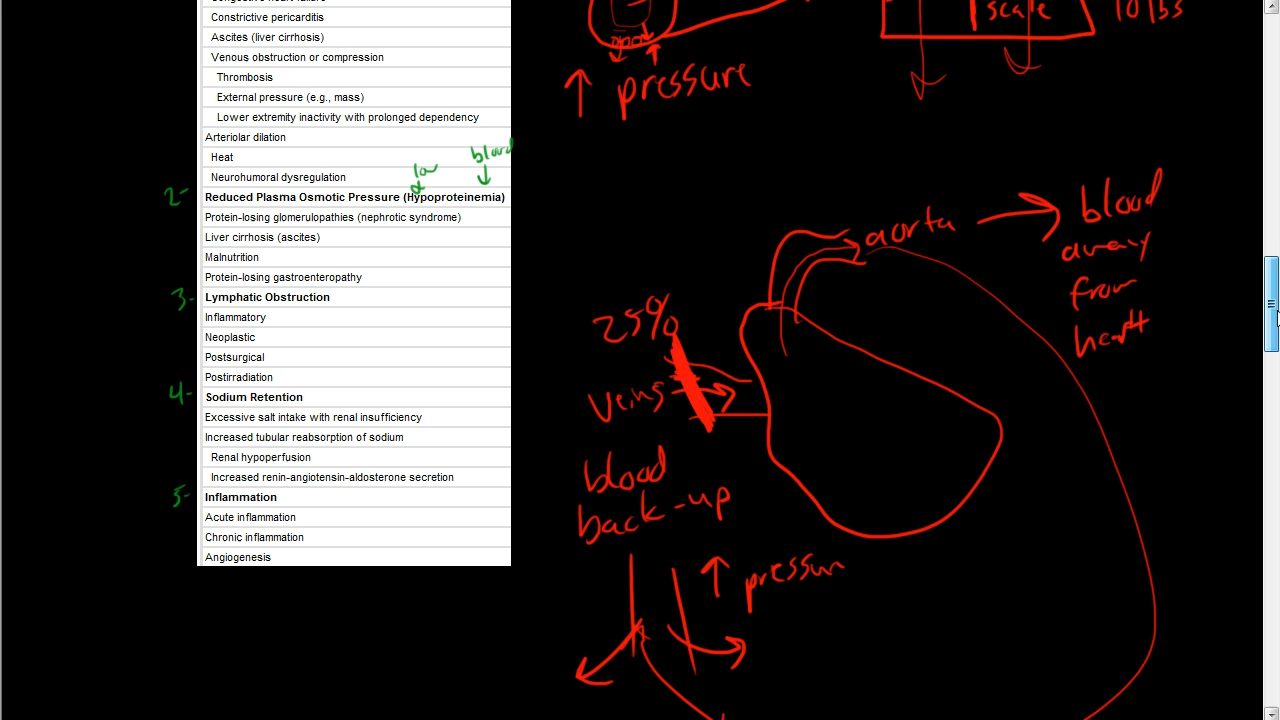 Congestive heart failure
Constrictive pericarditis
Ascites (liver cirrhosis)
Venous obstruction or compression
Thrombosis
External pressure (e.g., mass)
Lower extremity inactivity with prolonged dependency
Arteriolar dilation
Heat
Neurohumoral dysregulation
low
blood
2-
Reduced Plasma Osmotic Pressure (Hypoproteinemia)
Protein-losing glomerulopathies (nephrotic syndrome)
Liver cirrhosis (ascites)
Malnutrition
Protein-losing gastroenteropathy
3-
Lymphatic Obstruction
Inflammatory
Neoplastic
Postsurgical
Postirradiation
4-
Sodium Retention
Excessive salt intake with renal insufficiency
Increased tubular reabsorption of sodium
Renal hypoperfusion
Increased renin-angiotensin-aldosterone secretion
5-
Inflammation
Acute inflammation
Chronic inflammation
Angiogenesis
scale
↑ pressure
aorta → blood
away
from
heart
25%
veins
blood
back-up
↑ pressur